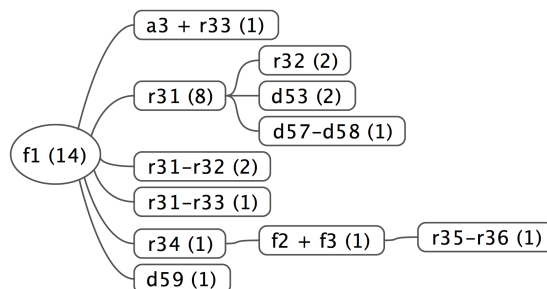 a3 + r33 (1)
r32 (2)
r31 (8)
d53 (2)
d57–d58 (1)
f1 (14)
r31–r32 (2)
r31–r33 (1)
r34 (1)
f2 + f3 (1)
r35–r36 (1)
d59 (1)